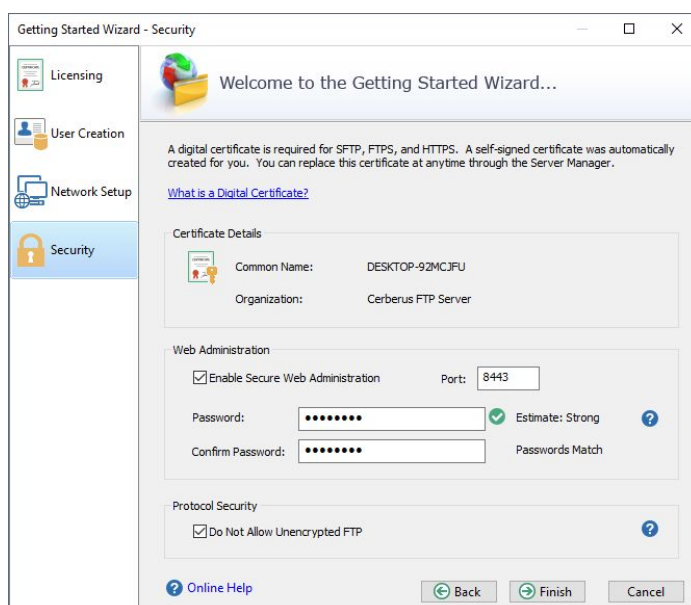 Getting Started Wizard - Security
Licensing
User Creation
Network Setup
Security
Welcome to the Getting Started Wizard...
A digital certificate is required for SFTP, FTPS, and HTTPS. A self-signed certificate was automatically
created for you. You can replace this certificate at anytime through the Server Manager.
What is a Digital Certificate?
Certificate Details
Common Name: DESKTOP-92MCJFU
Organization: Cerberus FTP Server
Web Administration
Enable Secure Web Administration Port: 8443
Password: •••••••• Estimate: Strong
Confirm Password: •••••••• Passwords Match
Protocol Security
Do Not Allow Unencrypted FTP
Online Help Back Finish Cancel